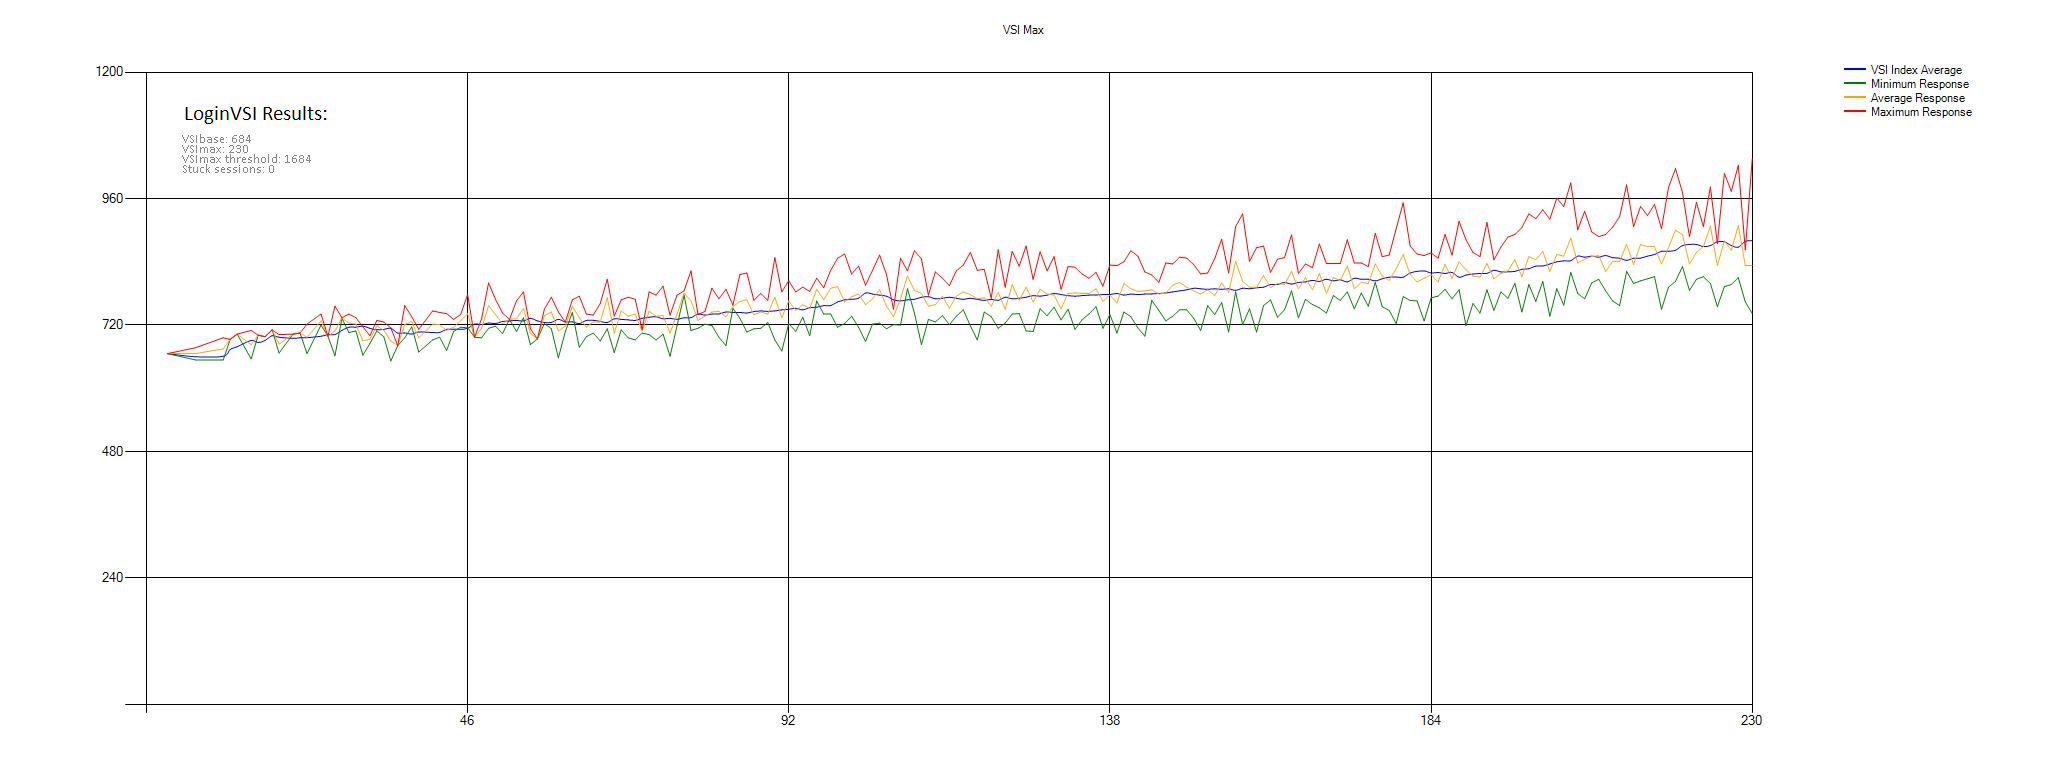 VSI Max
1200
960
720
480
240
46
92
138
184
230
LoginVSI Results:
VSIbase: 684
VSImax: 230
VSImax threshold: 1684
Stuck sessions: 0
VSI Index Average
Minimum Response
Average Response
Maximum Response